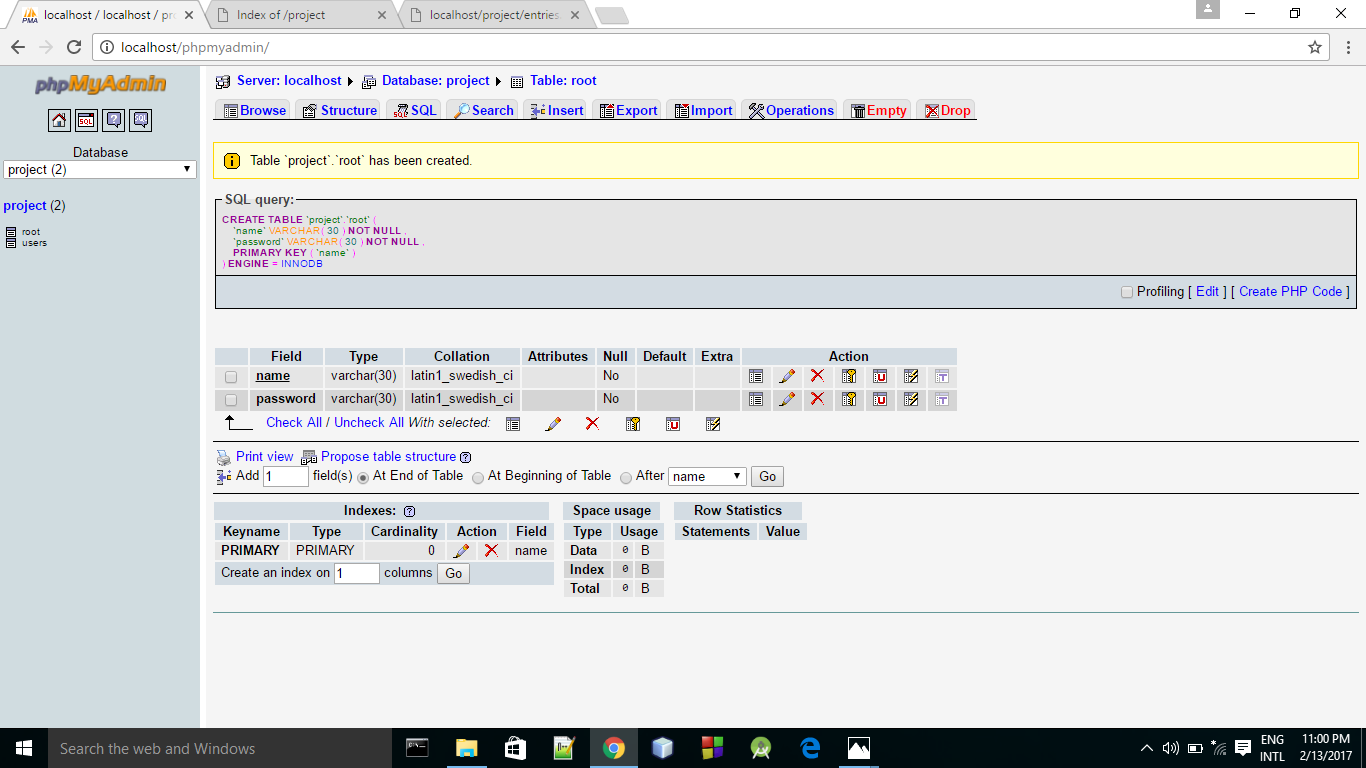 localhost / localhost / pro
Index of /project
localhost/project/entries.
localhost/phpmyadmin/
phpMyAdmin
Database
project (2)
project (2)
root
users
Server: localhost Database: project Table: root
Browse Structure SQL Search Insert Export Import Operations Empty Drop
Table `project`.`root` has been created.
SQL query:
CREATE TABLE `project`.`root` (
`name` VARCHAR( 30 ) NOT NULL ,
`password` VARCHAR( 30 ) NOT NULL ,
PRIMARY KEY ( `name` )
) ENGINE = INNODB
Profiling [ Edit ] [ Create PHP Code ]
Field Type Collation Attributes Null Default Extra Action
name varchar(30) latin1_swedish_ci No
password varchar(30) latin1_swedish_ci No
Check All / Uncheck All With selected:
Print view Propose table structure
Add 1 field(s) At End of Table At Beginning of Table After name Go
Indexes:
Keyname Type Cardinality Action Field
PRIMARY PRIMARY 0 name
Create an index on 1 columns Go
Space usage
Type Usage
Data 0 B
Index 0 B
Total 0 B
Row Statistics
Statements Value
Search the web and Windows
ENG
INTL
11:00 PM
2/13/2017